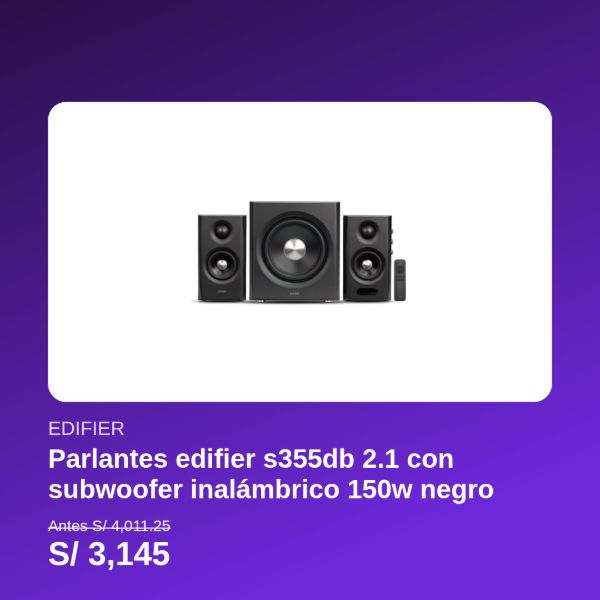 EDIFIER
Parlantes edifier s355db 2.1 con
subwoofer inalámbrico 150w negro
Antes S/ 4,011.25
S/ 3,145